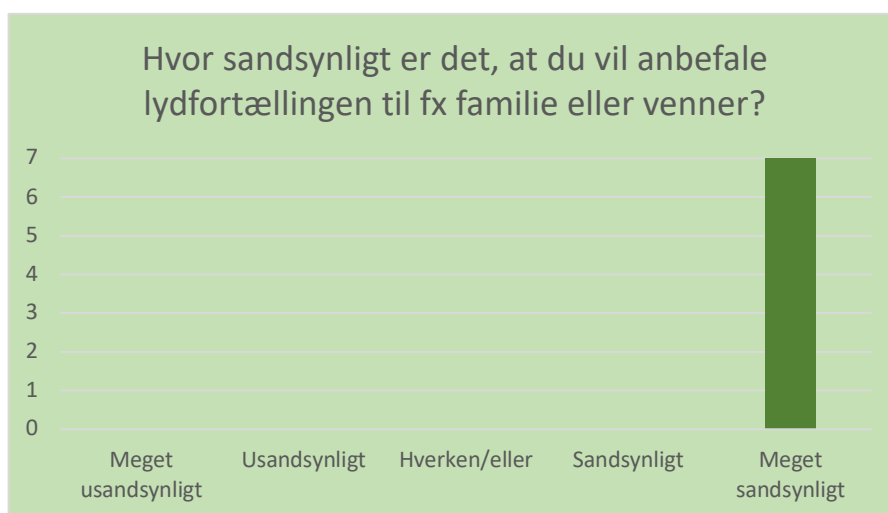 Hvor sandsynligt er det, at du vil anbefale
lydfortællingen til fx familie eller venner?
7
6
5
4
3
2
1
0
Meget
usandsynligt
Usandsynligt
Hverken/eller
Sandsynligt
Meget
sandsynligt